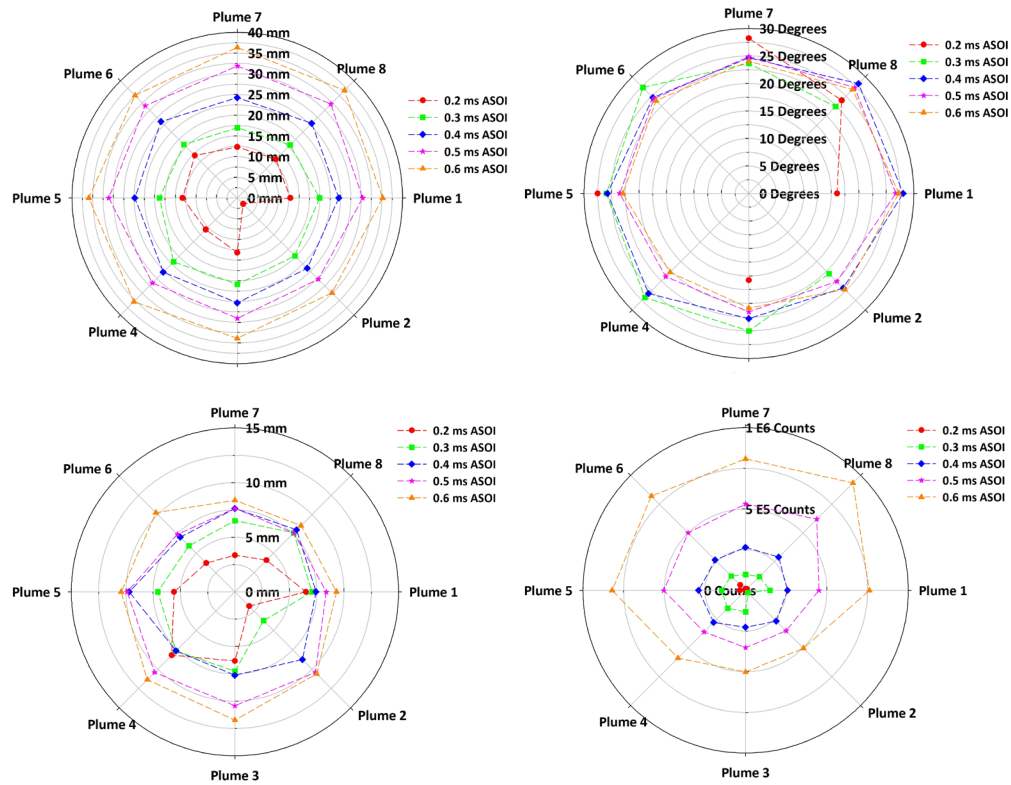 Plume 7
40 mm
35 mm
30 mm
25 mm
20 mm
15 mm
10 mm
5 mm
0 mm
Plume 6
Plume 8
Plume 5
Plume 1
Plume 4
Plume 2
0.2 ms ASOI
0.3 ms ASOI
0.4 ms ASOI
0.5 ms ASOI
0.6 ms ASOI
Plume 7
30 Degrees
25 Degrees
20 Degrees
15 Degrees
10 Degrees
5 Degrees
0 Degrees
Plume 6
Plume 8
Plume 5
Plume 1
Plume 4
Plume 2
0.2 ms ASOI
0.3 ms ASOI
0.4 ms ASOI
0.5 ms ASOI
0.6 ms ASOI
Plume 7
15 mm
10 mm
5 mm
0 mm
Plume 6
Plume 8
Plume 5
Plume 1
Plume 4
Plume 2
Plume 3
0.2 ms ASOI
0.3 ms ASOI
0.4 ms ASOI
0.5 ms ASOI
0.6 ms ASOI
Plume 7
1 E6 Counts
5 E5 Counts
0 Counts
Plume 6
Plume 8
Plume 5
Plume 1
Plume 4
Plume 2
Plume 3
0.2 ms ASOI
0.3 ms ASOI
0.4 ms ASOI
0.5 ms ASOI
0.6 ms ASOI